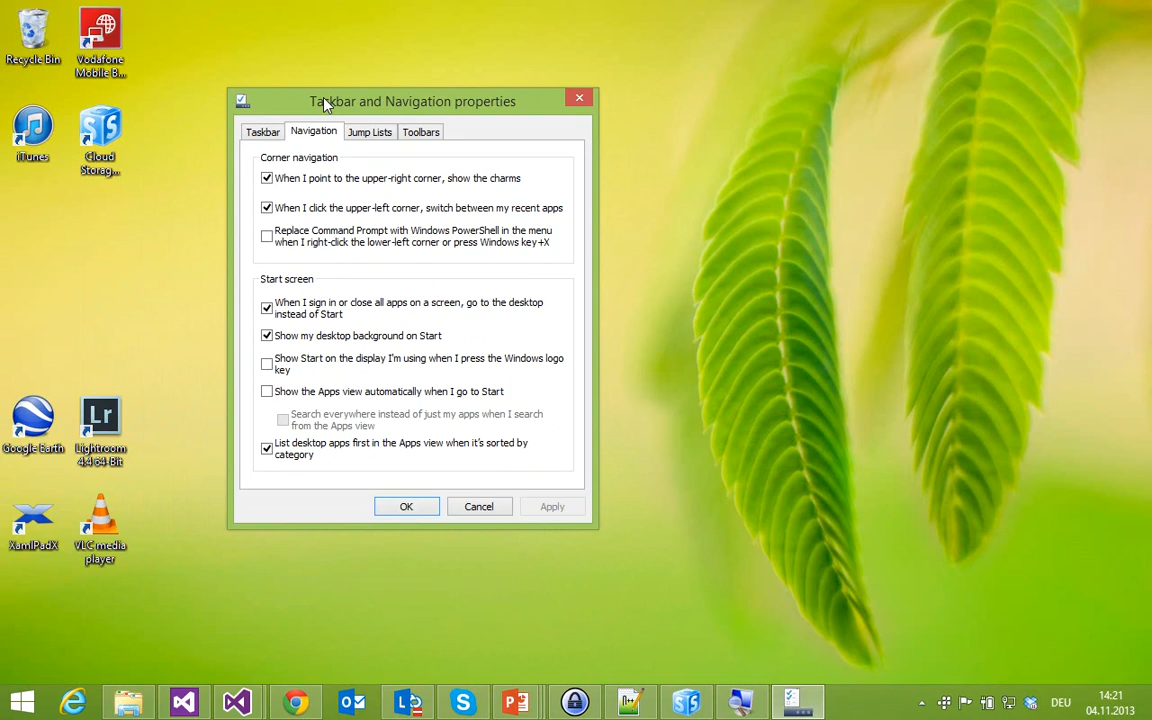 Recycle Bin
Vodafone
Mobile B...
iTunes
Cloud
Storag...
Google Earth
Lightroom
4.4 64-Bit
XamlPadX
VLC media
player
Taskbar and Navigation properties
Taskbar
Navigation
Jump Lists
Toolbars
Corner navigation
When I point to the upper-right corner, show the charms
When I click the upper-left corner, switch between my recent apps
Replace Command Prompt with Windows PowerShell in the menu
when I right-click the lower-left corner or press Windows key+X
Start screen
When I sign in or close all apps on a screen, go to the desktop
instead of Start
Show my desktop background on Start
Show Start on the display I'm using when I press the Windows logo
key
Show the Apps view automatically when I go to Start
Search everywhere instead of just my apps when I search
from the Apps view
List desktop apps first in the Apps view when it's sorted by
category
OK
Cancel
Apply
DEU
14:21
04.11.2013